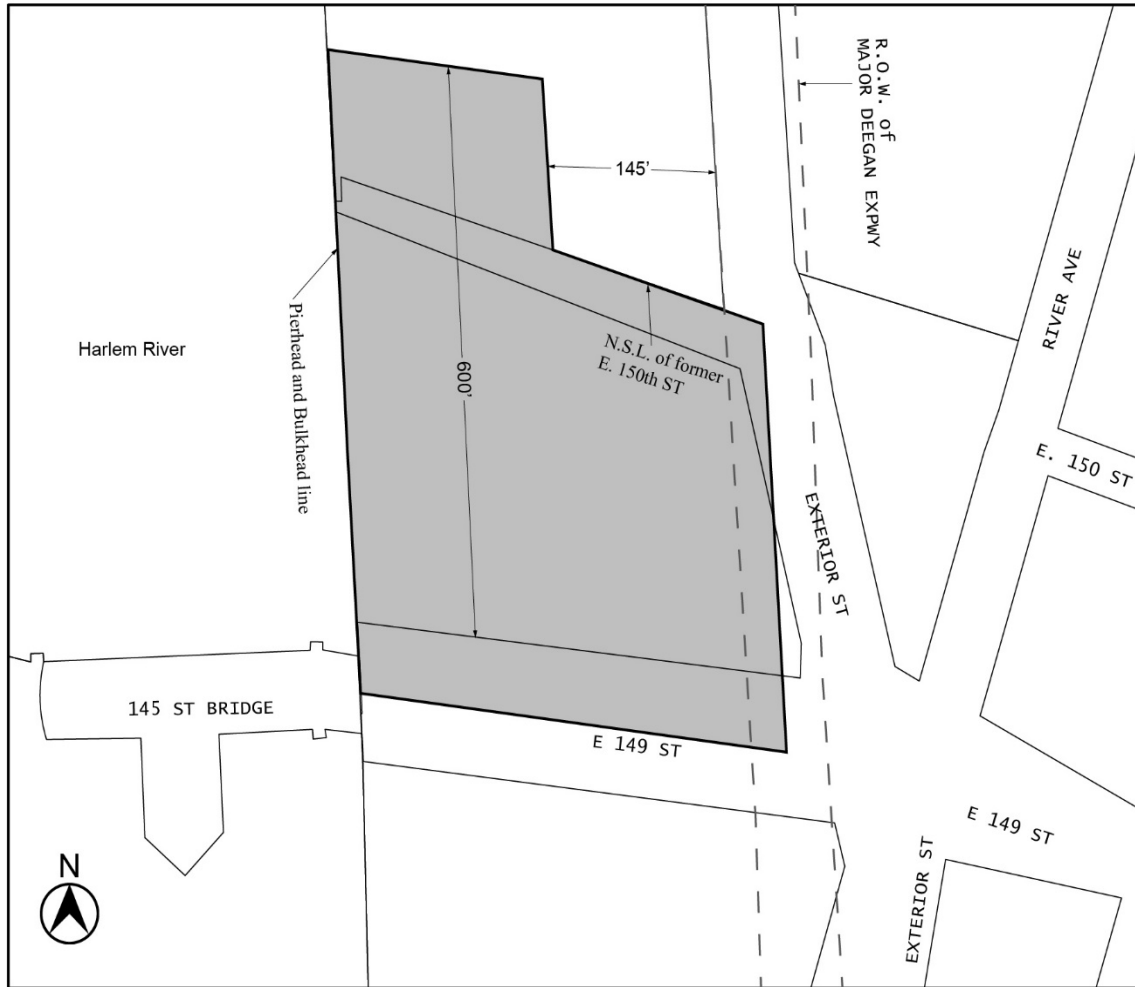 R.O.W. of
MAJOR DEEGAN EXPWY
145'
RIVER AVE
Pierhead and Bulkhead line
Harlem River
N.S.L. of former
E. 150th ST
600'
E. 150 ST
EXTERIOR ST
145 ST BRIDGE
E 149 ST
E 149 ST
EXTERIOR ST
N